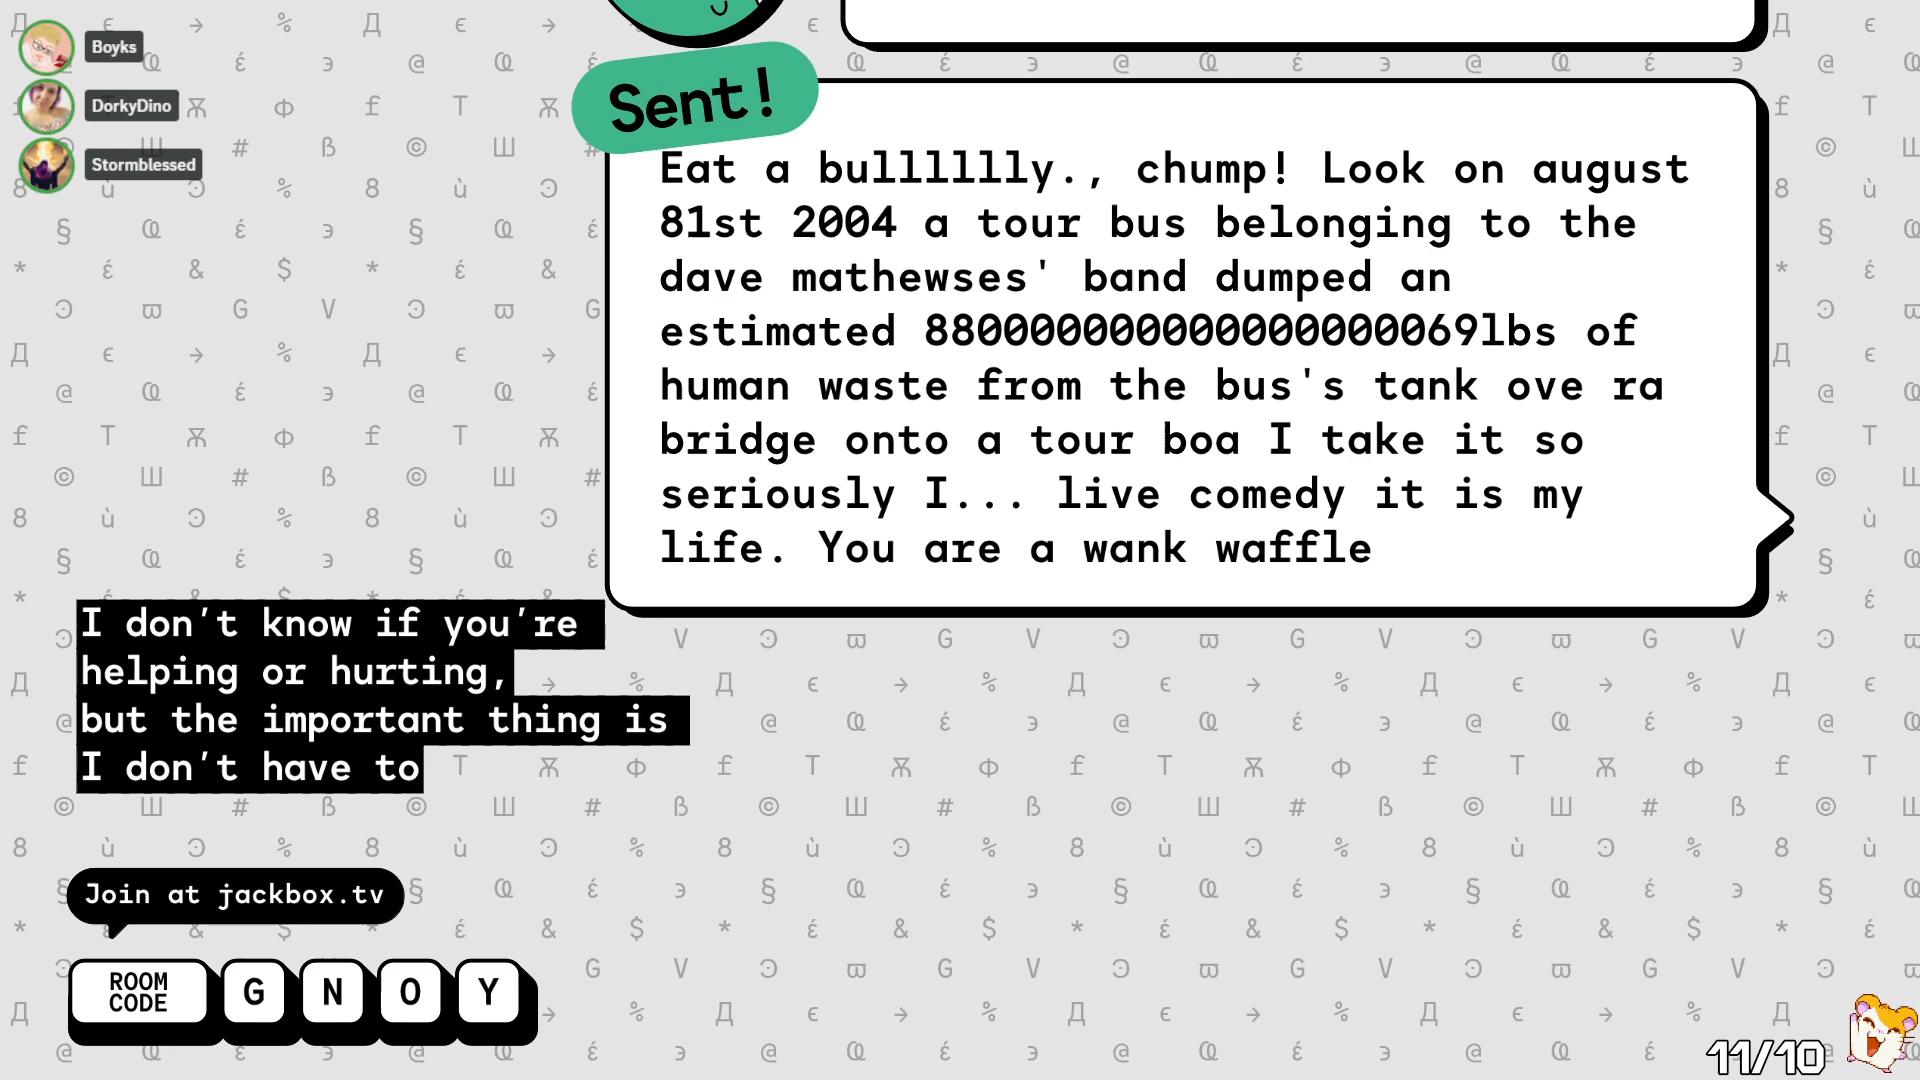 Boyks
DorkyDino
Stormblessed
Sent!
Eat a bulllllly., chump! Look on august
81st 2004 a tour bus belonging to the
dave mathewses' band dumped an
estimated 8800000000000000000069lbs of
human waste from the bus's tank ove ra
bridge onto a tour boa I take it so
seriously I... live comedy it is my
life. You are a wank waffle
I don't know if you're
helping or hurting,
but the important thing is
I don't have to
Join at jackbox.tv
ROOM CODE G N O Y
11/10